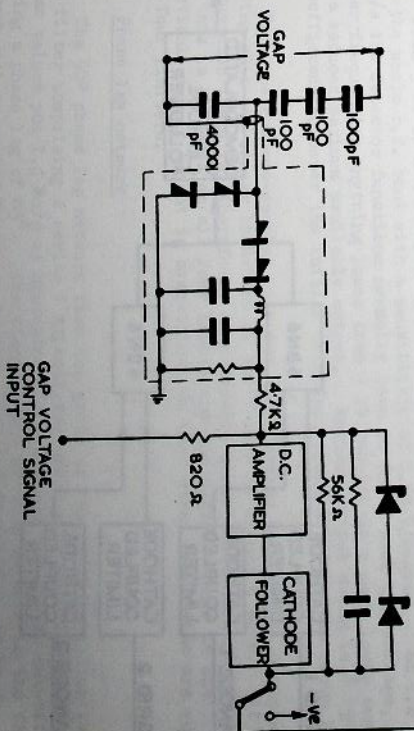 GAP
VOLTAGE
100pF
100
pF
100
pF
4000
pF
4·7KΩ
820Ω
GAP VOLTAGE
CONTROL SIGNAL
INPUT
D.C.
AMPLIFIER
56KΩ
CATHODE
FOLLOWER
-ve